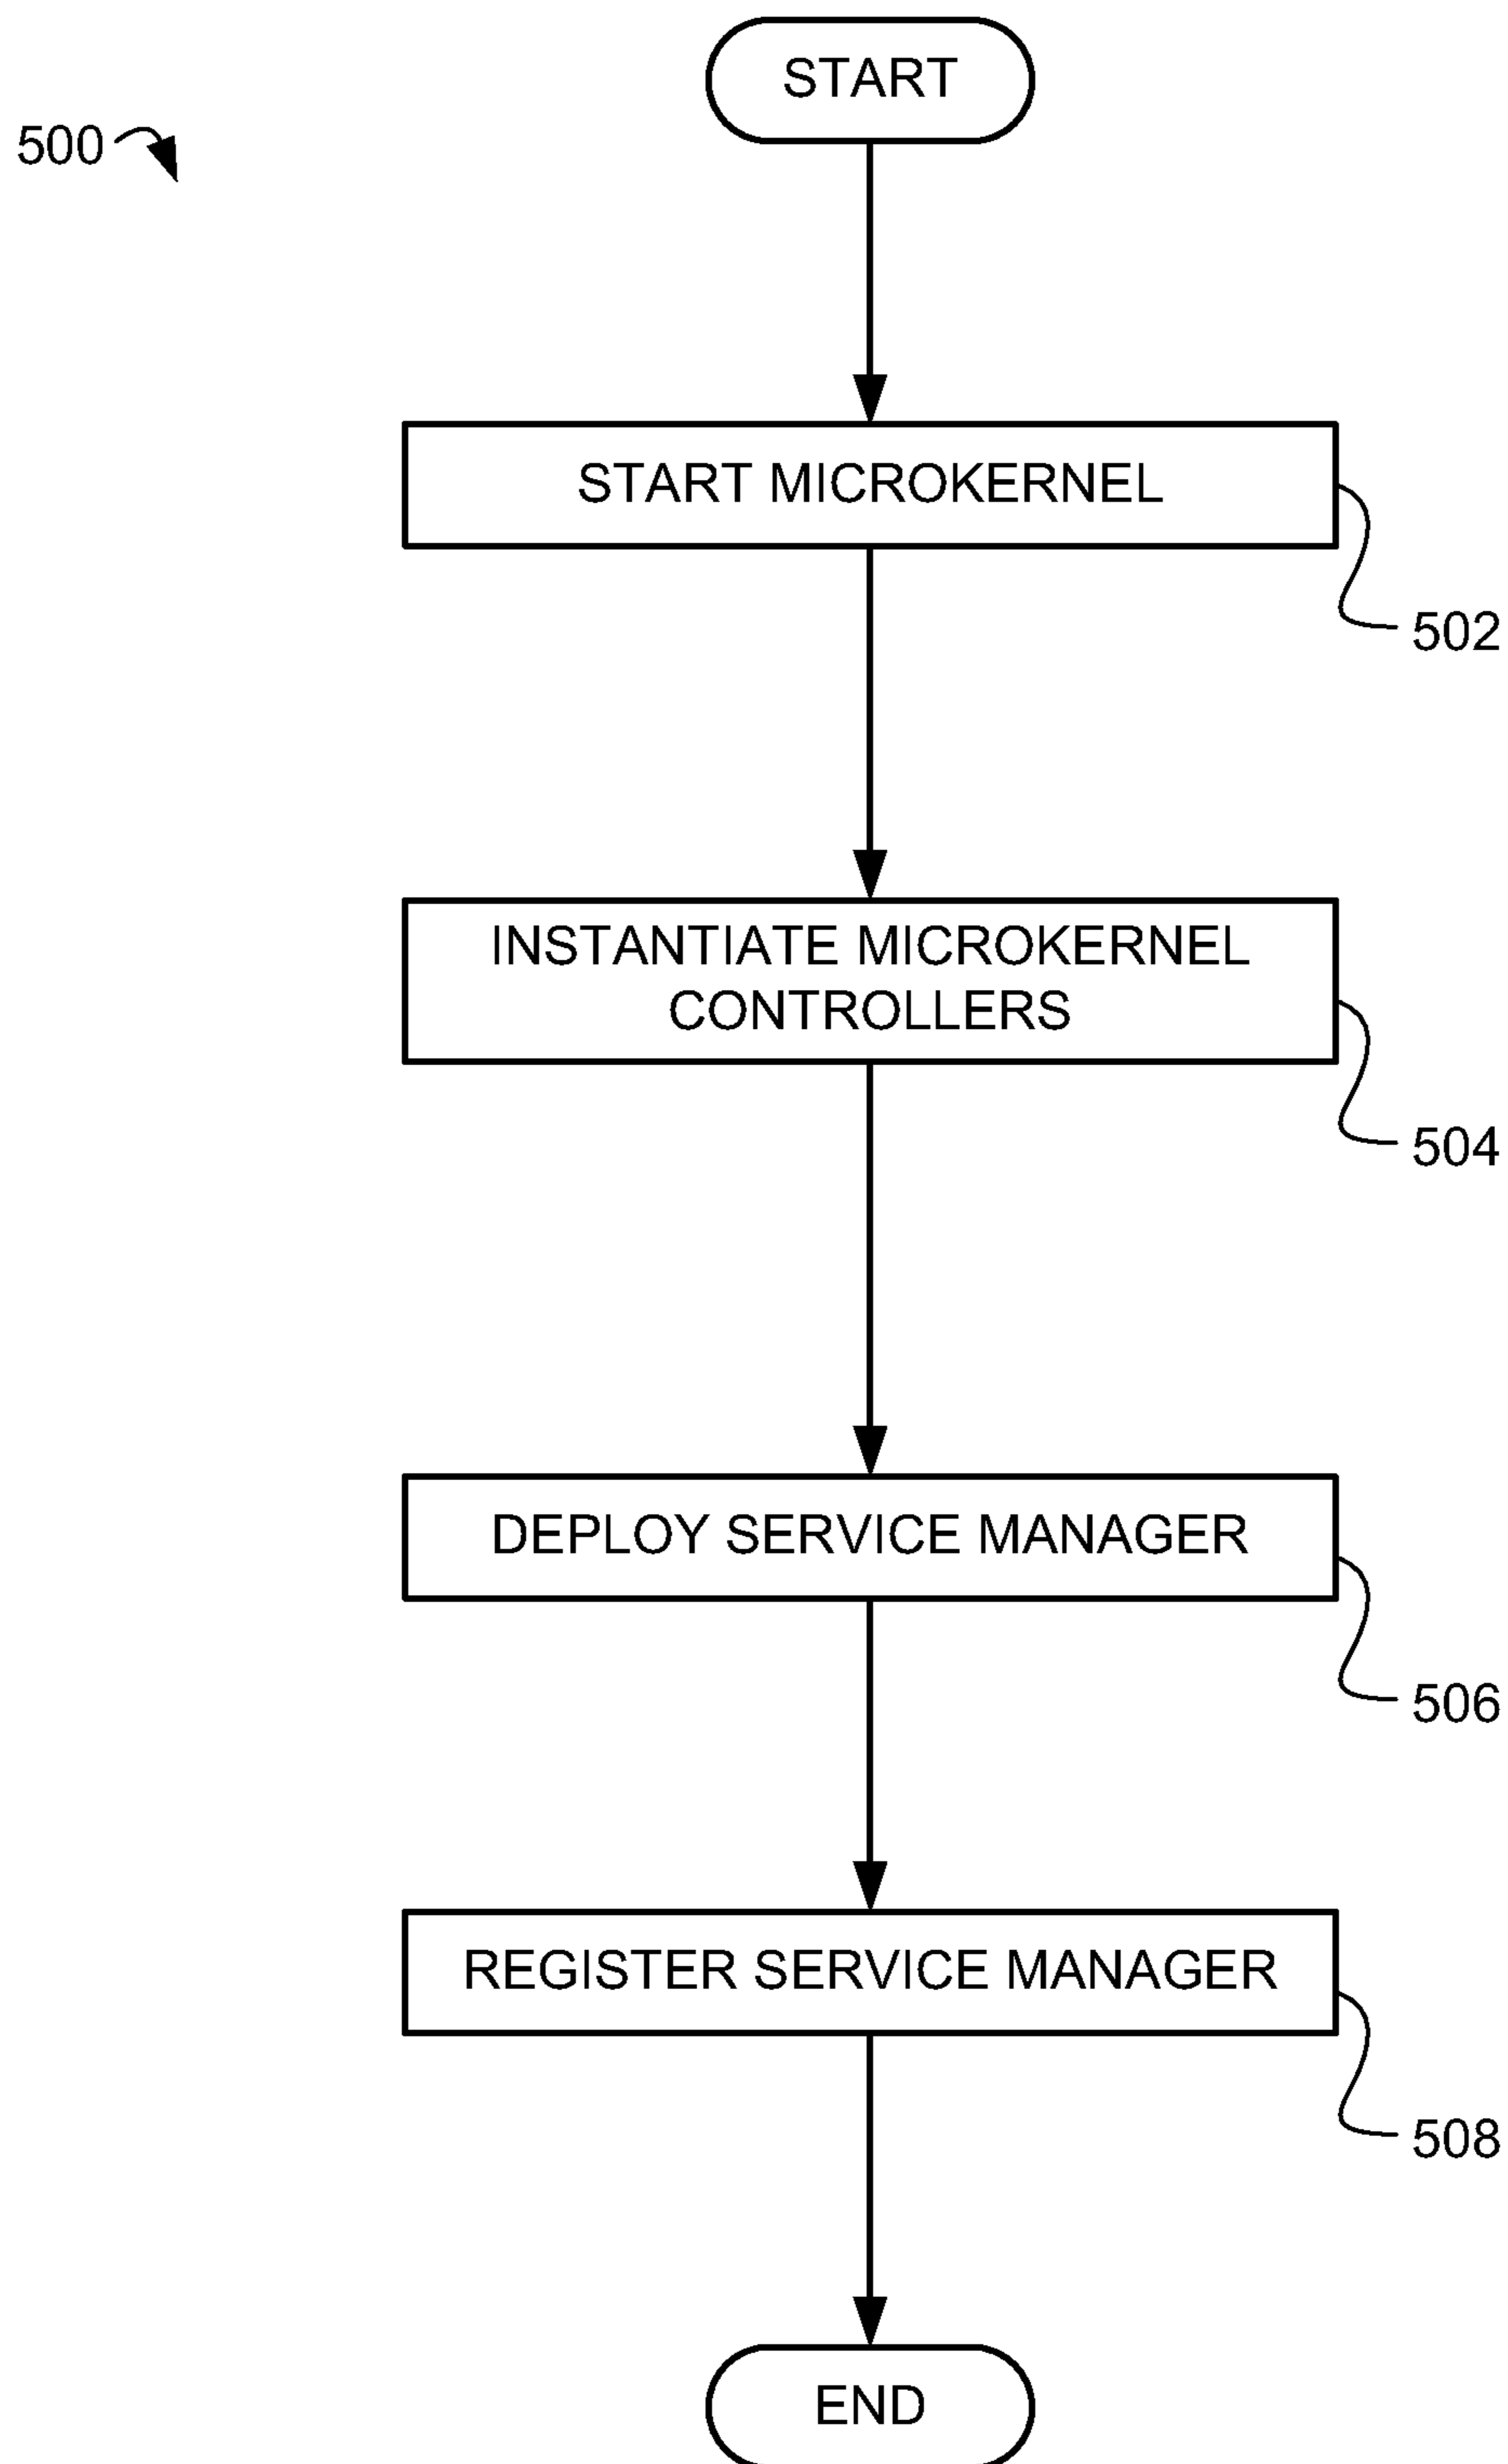 START
500
START MICROKERNEL
502
INSTANTIATE MICROKERNEL
CONTROLLERS
504
DEPLOY SERVICE MANAGER
506
REGISTER SERVICE MANAGER
508
END